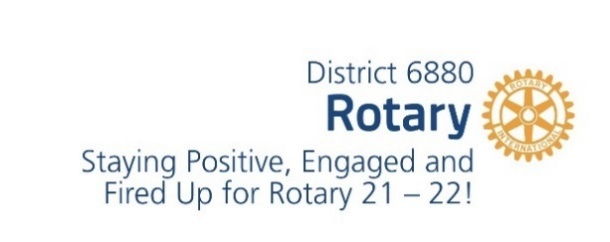 District 6880
Rotary
ROTARY
INTERNATIONAL
Staying Positive, Engaged and
Fired Up for Rotary 21 – 22!